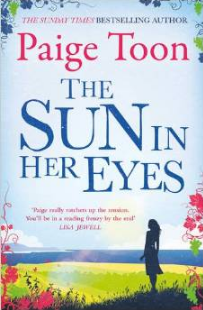 THE SUNDAY TIMES BESTSELLING AUTHOR
Paige Toon
THE
SUN IN
HER EYES
'Paige really ratchets up the tension.
You'll be in a reading frenzy by the end'
LISA JEWELL